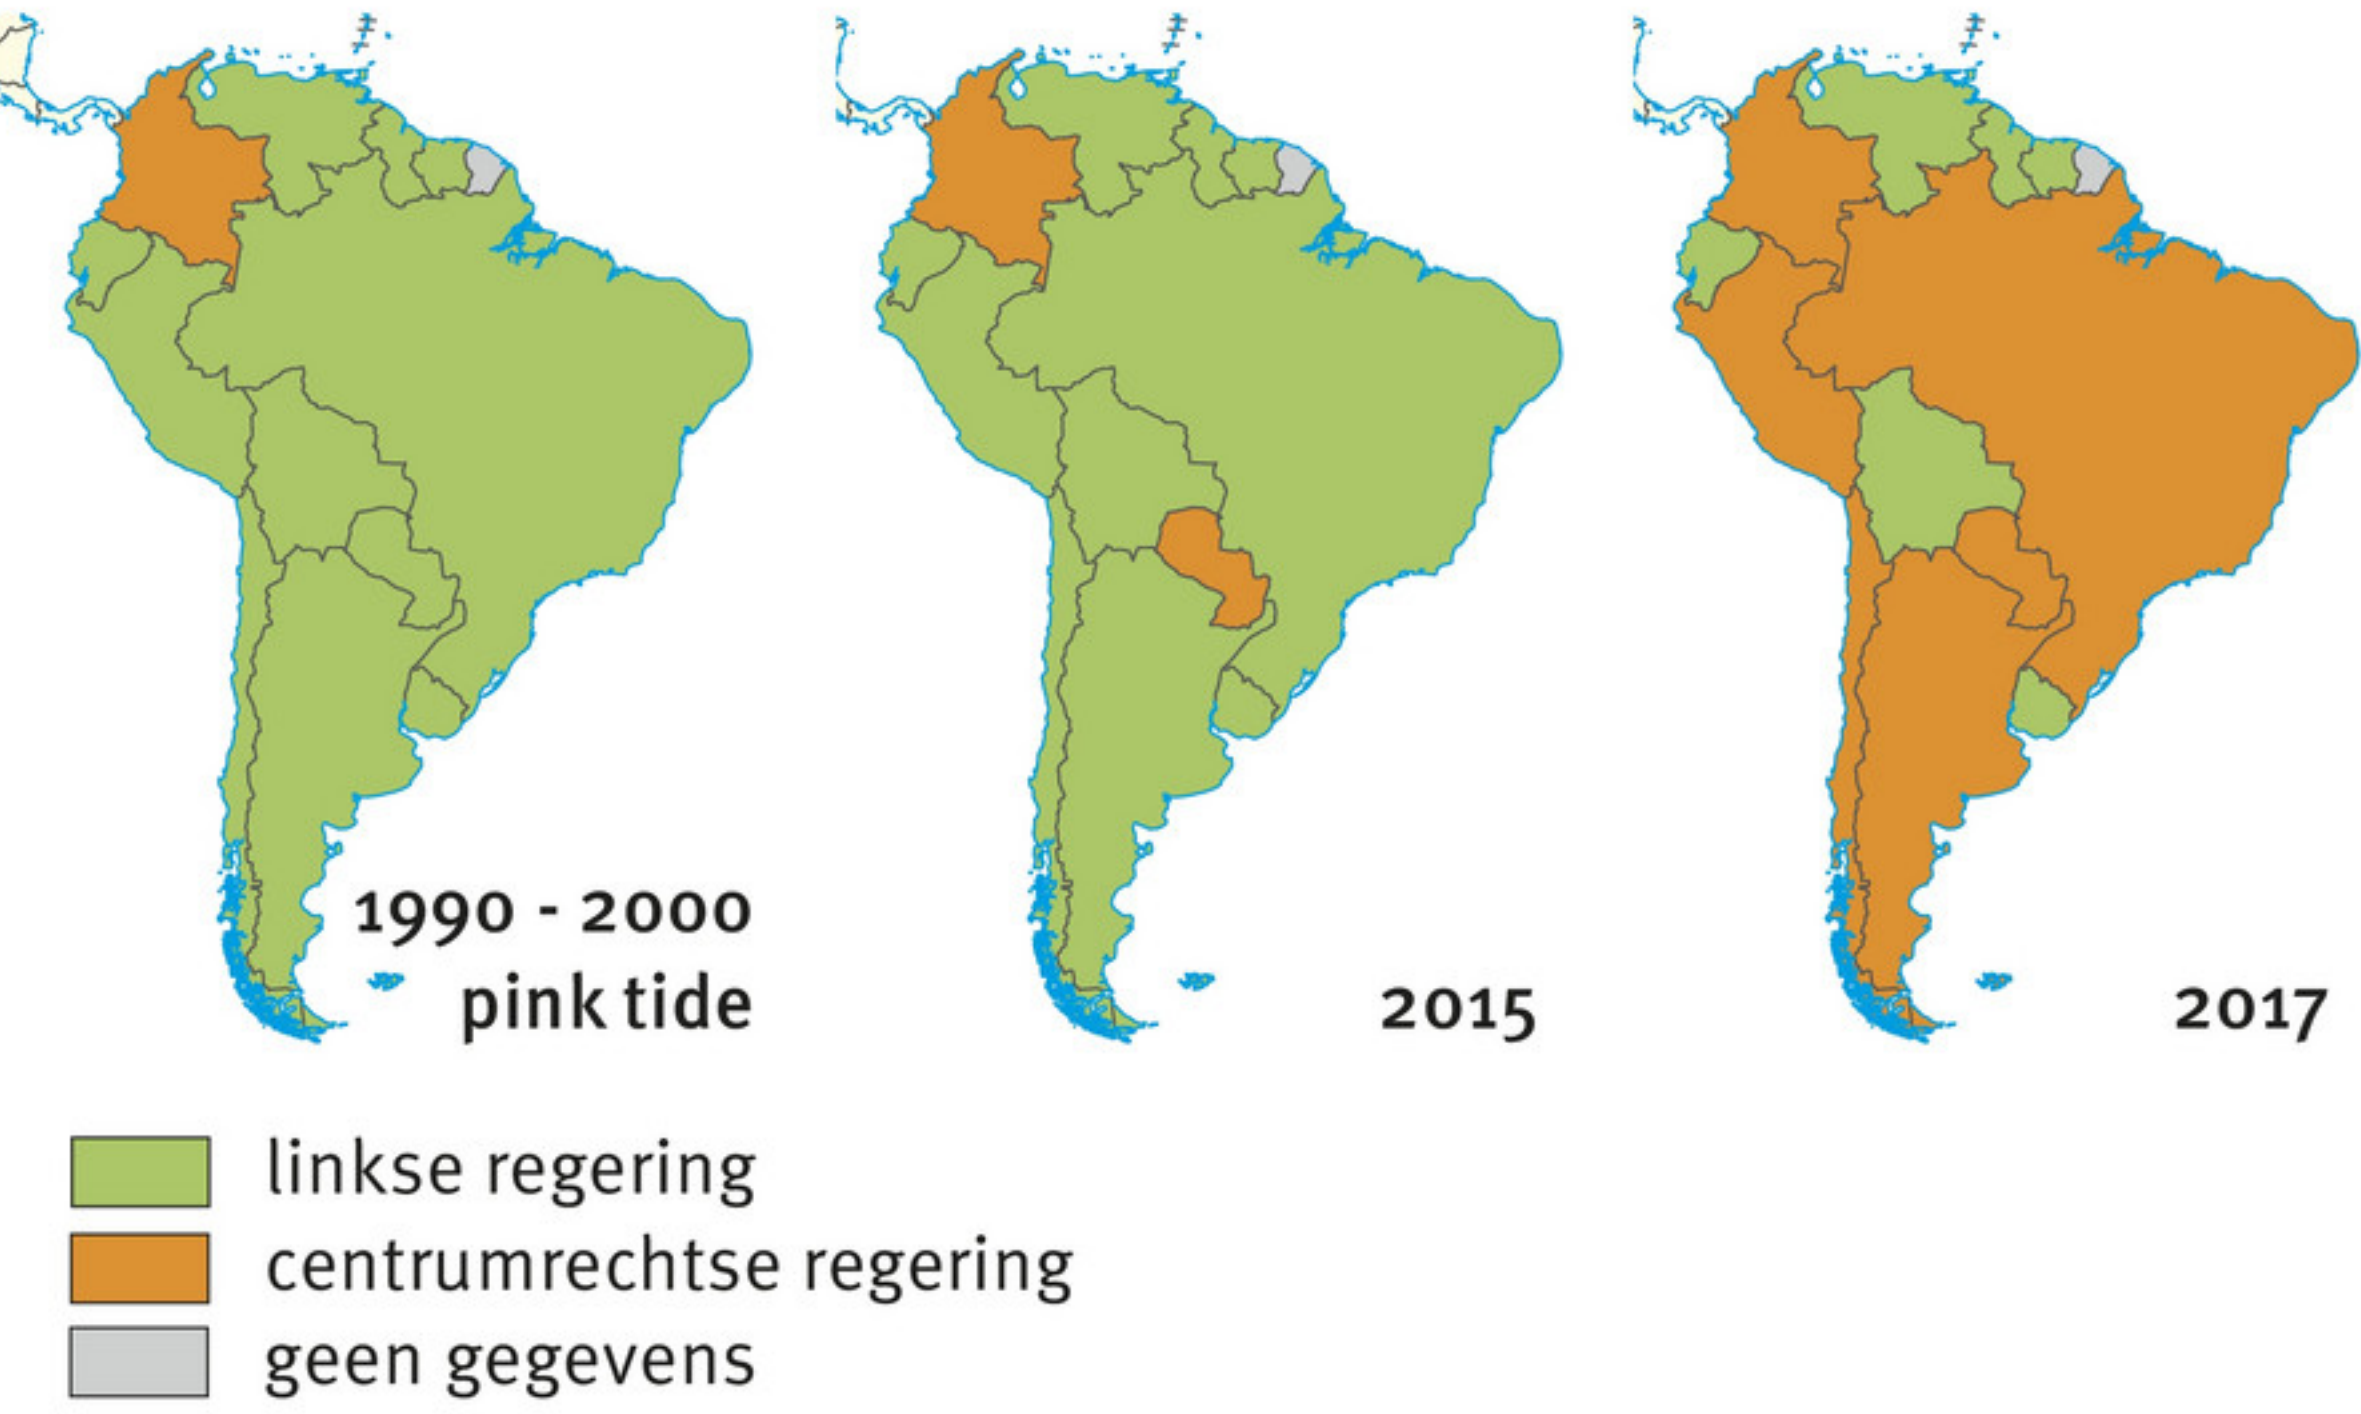 1990 - 2000
pink tide
2015
2017
linkse regering
centrumrechtse regering
geen gegevens